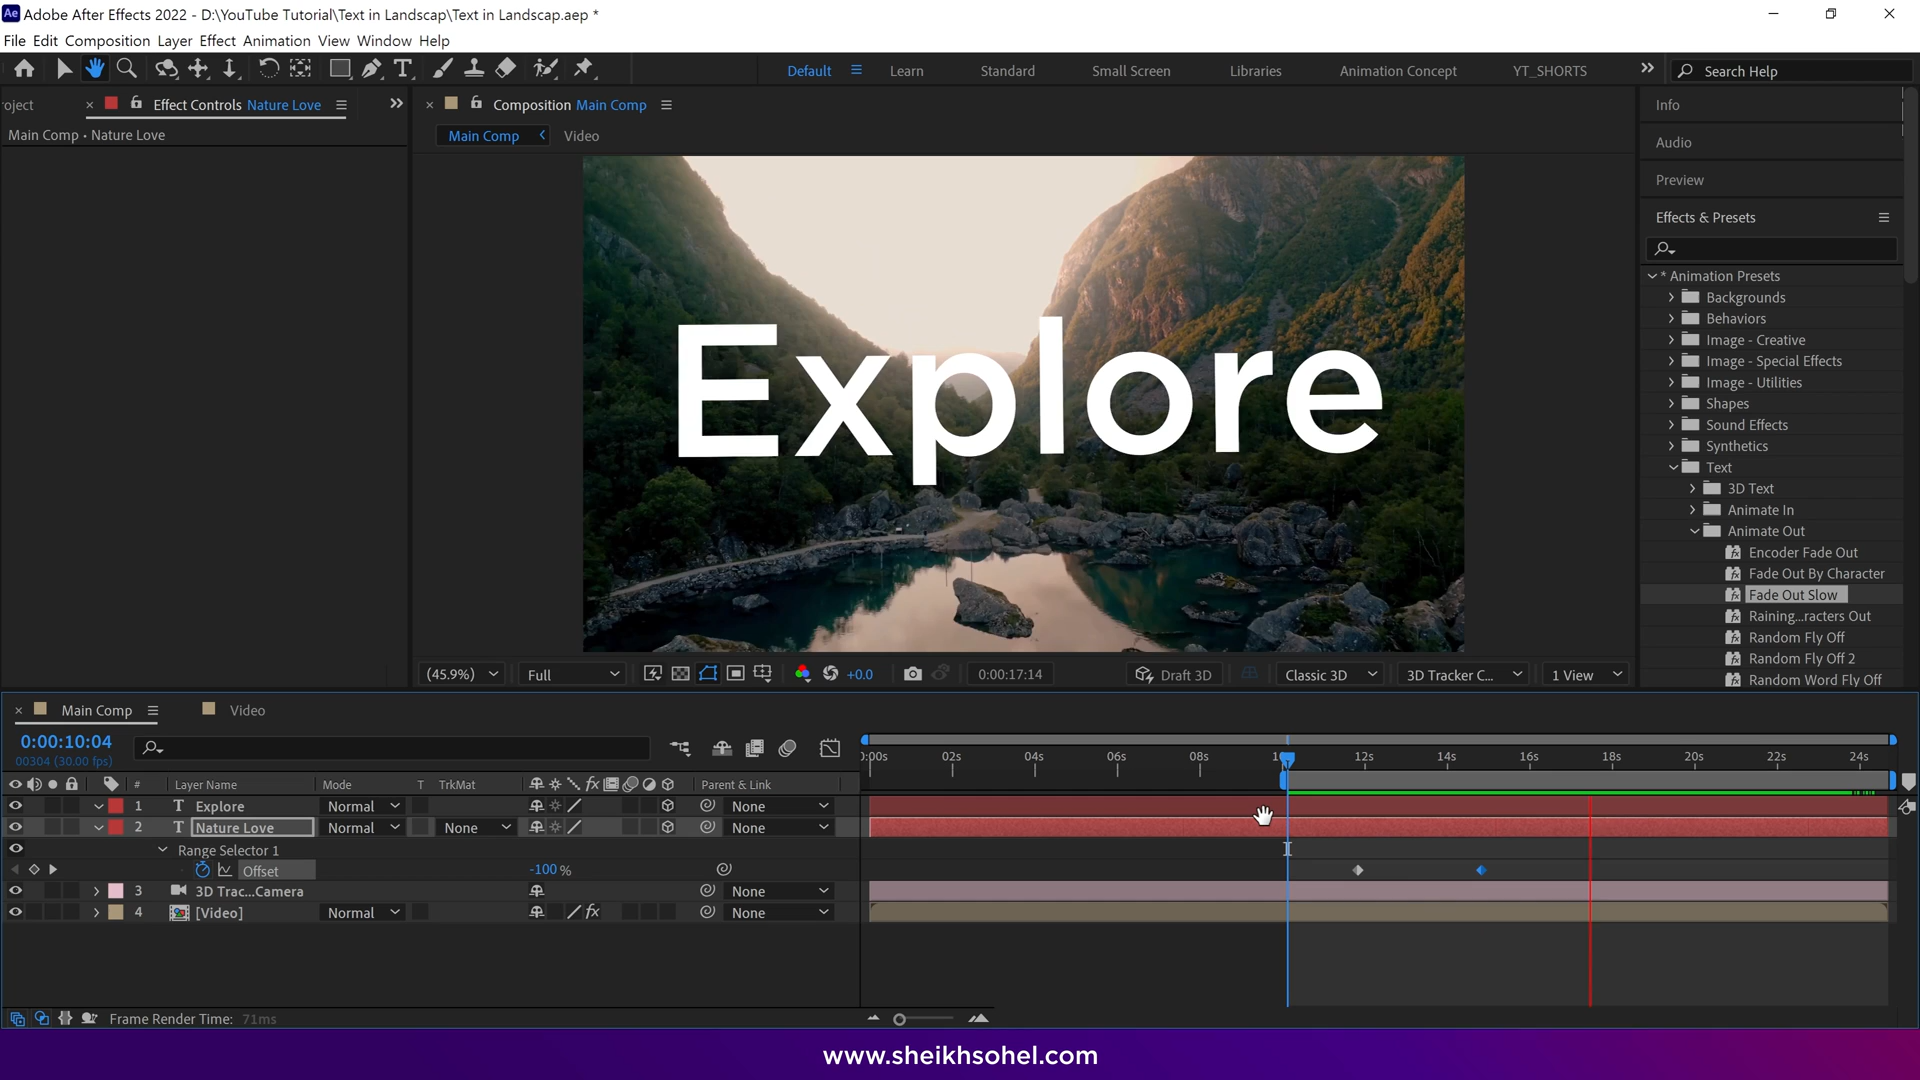 Adobe After Effects 2022 - D:\YouTube Tutorial\Text in Landscap\Text in Landscap.aep *
File Edit Composition Layer Effect Animation View Window Help
Default Learn Standard Small Screen Libraries Animation Concept YT_SHORTS Search Help
roject Effect Controls Nature Love
Composition Main Comp
Info
Main Comp • Nature Love
Main Comp Video
Audio
Preview
Effects & Presets
* Animation Presets
Backgrounds
Behaviors
Image - Creative
Image - Special Effects
Image - Utilities
Shapes
Sound Effects
Synthetics
Text
3D Text
Animate In
Animate Out
Encoder Fade Out
Fade Out By Character
Fade Out Slow
Raining...racters Out
Random Fly Off
Random Fly Off 2
Random Word Fly Off
Explore
(45.9%) Full +0.0 0:00:17:14 Draft 3D Classic 3D 3D Tracker C... 1 View
Main Comp Video
0:00:10:04
00304 (30.00 fps)
02s 04s 06s 08s 12s 14s 16s 18s 20s 22s 24s
# Layer Name Mode T TrkMat fx Parent & Link
1 T Explore Normal None
2 T Nature Love Normal None None
Range Selector 1
Offset -100 %
3 3D Trac...Camera None
4 [Video] Normal fx None
Frame Render Time: 71ms
www.sheikhsohel.com